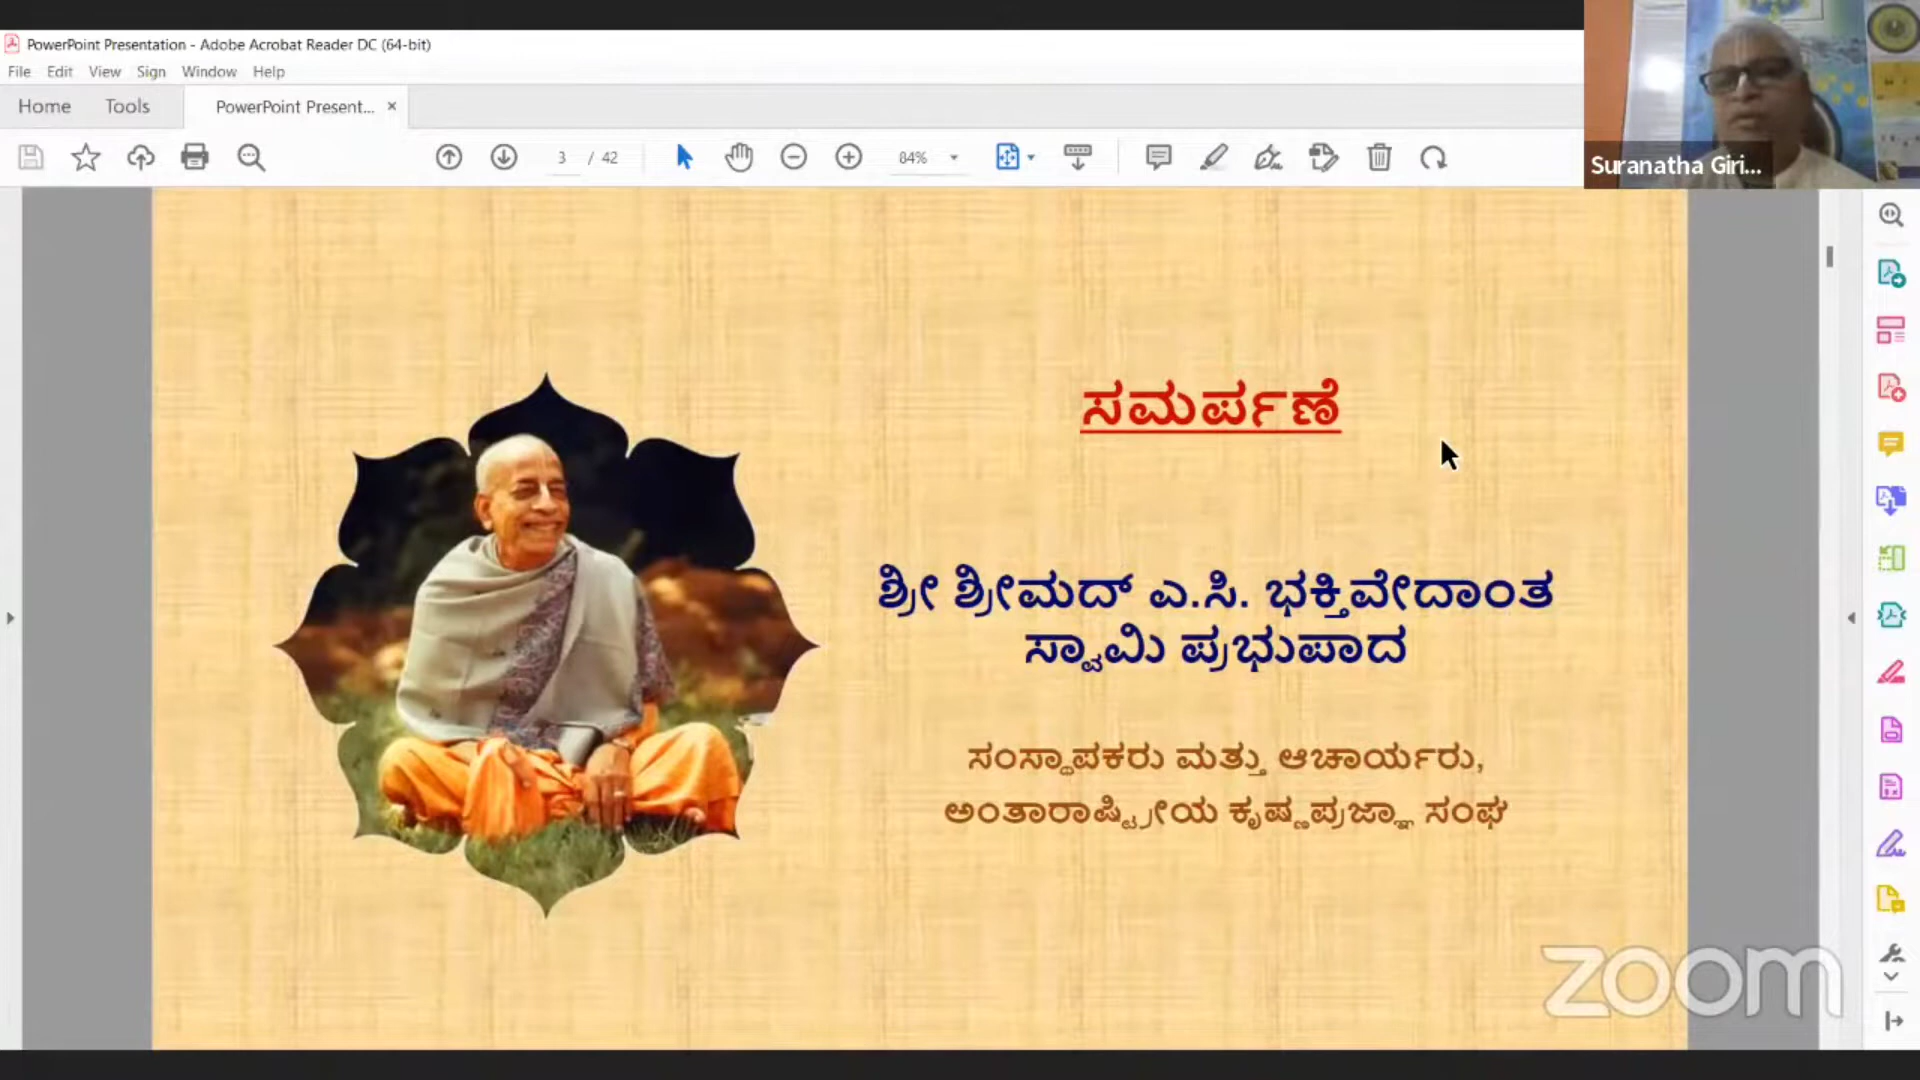 PowerPoint Presentation - Adobe Acrobat Reader DC (64-bit)
File Edit View Sign Window Help
Home Tools PowerPoint Present... ×
3 / 42 84%
Suranatha Giri...
ಸಮರ್ಪಣೆ
ಶ್ರೀ ಶ್ರೀಮದ್ ಎ.ಸಿ. ಭಕ್ತಿವೇದಾಂತ
ಸ್ವಾಮಿ ಪ್ರಭುಪಾದ
ಸಂಸ್ಥಾಪಕರು ಮತ್ತು ಆಚಾರ್ಯರು,
ಅಂತಾರಾಷ್ಟ್ರೀಯ ಕೃಷ್ಣಪ್ರಜ್ಞಾ ಸಂಘ
zoom